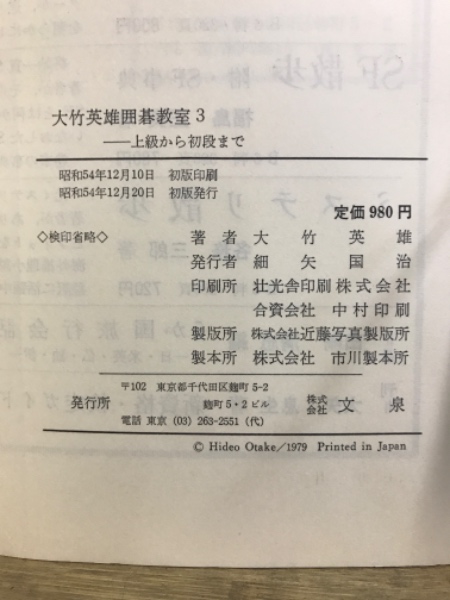 大竹英雄囲碁教室3
──上級から初段まで
昭和54年12月10日 初版印刷
昭和54年12月20日 初版発行
定価 980 円
◇検印省略◇ 著者 大竹英雄
発行者 細矢国治
印刷所 壮光舎印刷株式会社
合資会社 中村印刷
製版所 株式会社近藤写真製版所
製本所 株式会社 市川製本所
〒102 東京都千代田区麹町5-2
発行所 麹町5・2ビル 株式会社 文泉
電話 東京 (03) 263-2551 (代)
© Hideo Otake/1979 Printed in Japan